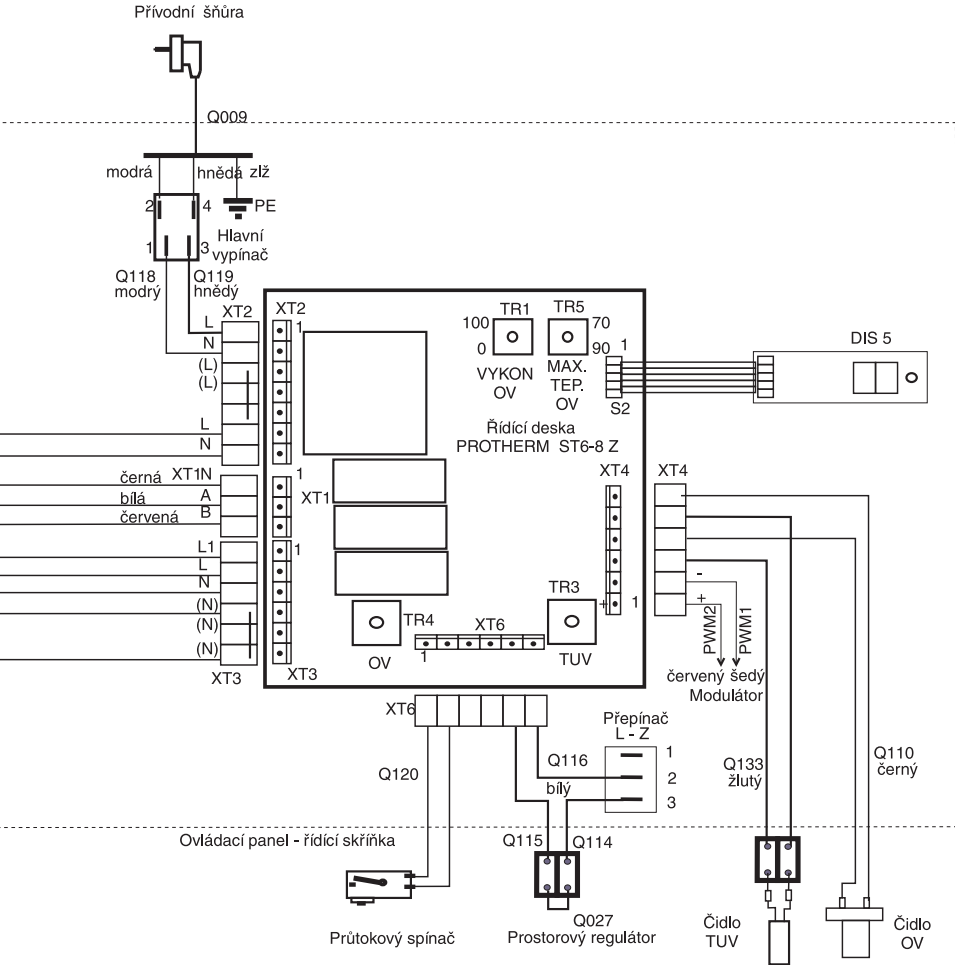 Přívodní šňůra
Q009
modrá hnědá zlž
2 4 PE
1 3 Hlavní
vypínač
Q118
modrý
Q119
hnědý
XT2
XT2
L
N
(L)
(L)
L
N
1
TR1
100
0
VYKON
OV
TR5
70
90
MAX.
TEP.
OV
1
S2
DIS 5
Řídící deska
PROTHERM ST6-8 Z
XT4
XT4
černá XT1N
bílá A
červená B
1
XT1
L1
L
N
(N)
(N)
(N)
XT3
1
XT3
TR4
OV
XT6
1
TR3
TUV
+ 1
-
+
PWM2
PWM1
červený šedý
Modulátor
XT6
Přepínač
L - Z
1
2
3
Q120
Q116
bílý
Q133
žlutý
Q110
černý
Ovládací panel - řídící skříňka
Q115
Q114
Q027
Průtokový spínač
Prostorový regulátor
Čidlo
TUV
Čidlo
OV